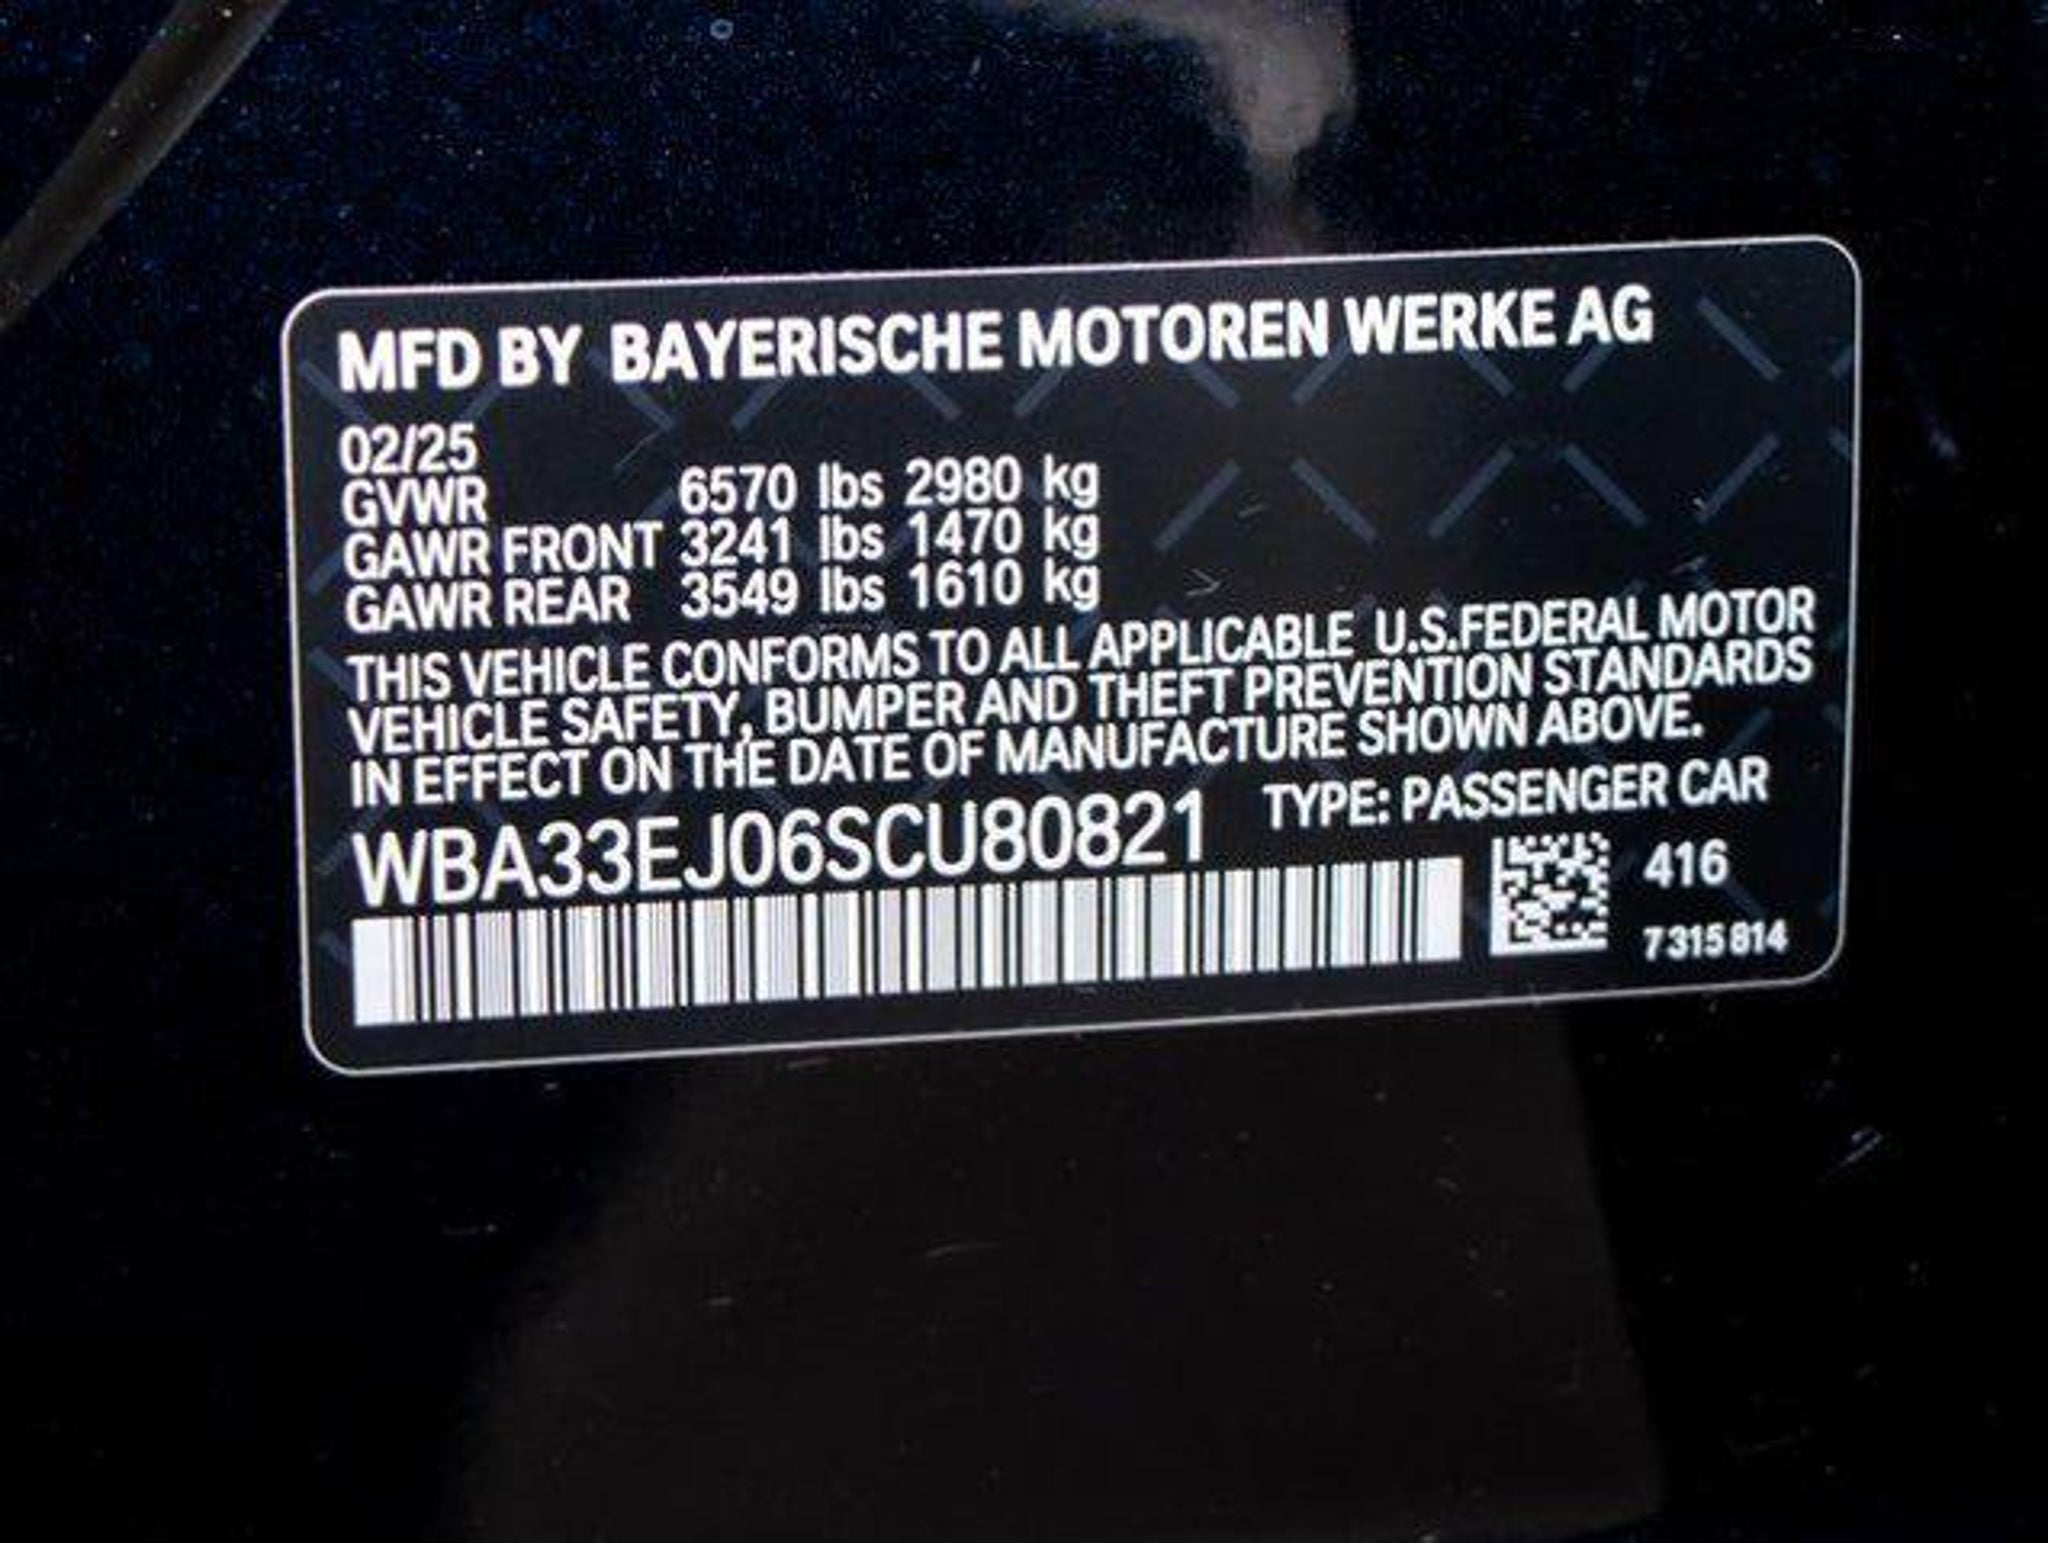 MFD BY BAYERISCHE MOTOREN WERKE AG
02/25
GVWR 6570 lbs 2980 kg
GAWR FRONT 3241 lbs 1470 kg
GAWR REAR 3549 lbs 1610 kg
THIS VEHICLE CONFORMS TO ALL APPLICABLE U.S.FEDERAL MOTOR
VEHICLE SAFETY, BUMPER AND THEFT PREVENTION STANDARDS
IN EFFECT ON THE DATE OF MANUFACTURE SHOWN ABOVE.
WBA33EJ06SCU80821 TYPE: PASSENGER CAR
416
7315814